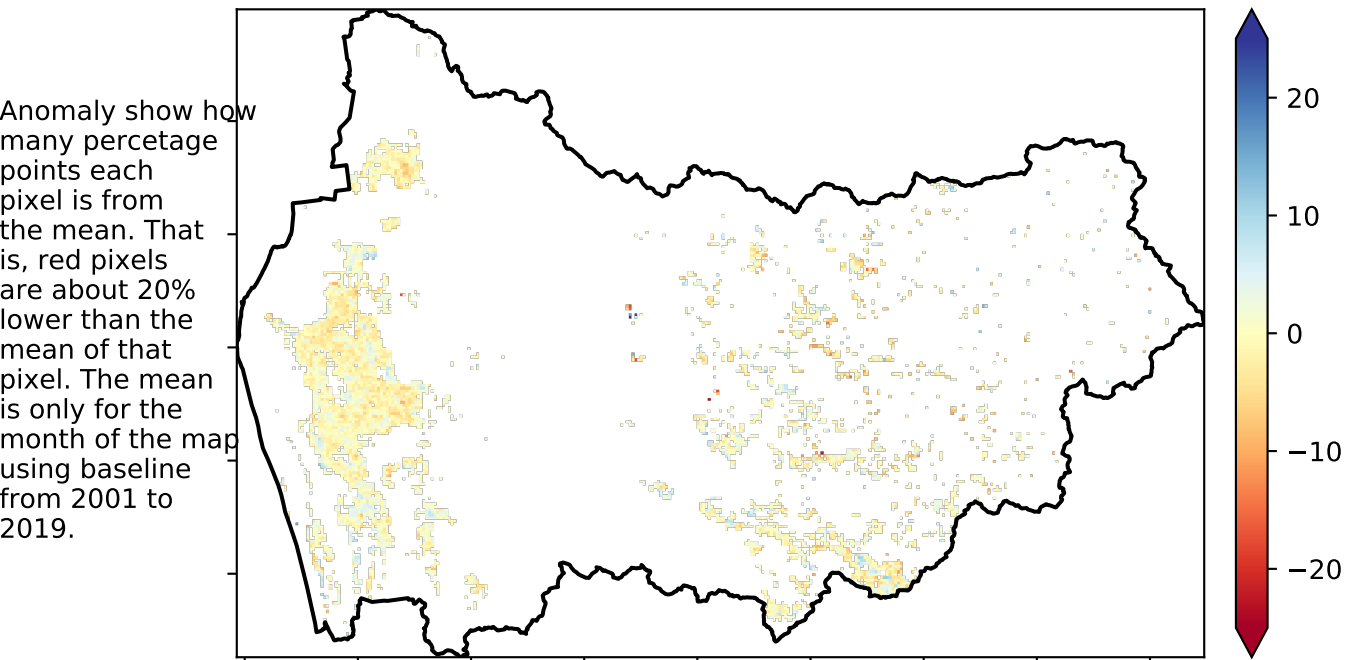 Anomaly show how
many percetage
points each
pixel is from
the mean. That
is, red pixels
are about 20%
lower than the
mean of that
pixel. The mean
is only for the
month of the map
using baseline
from 2001 to
2019.
20
10
0
−10
−20